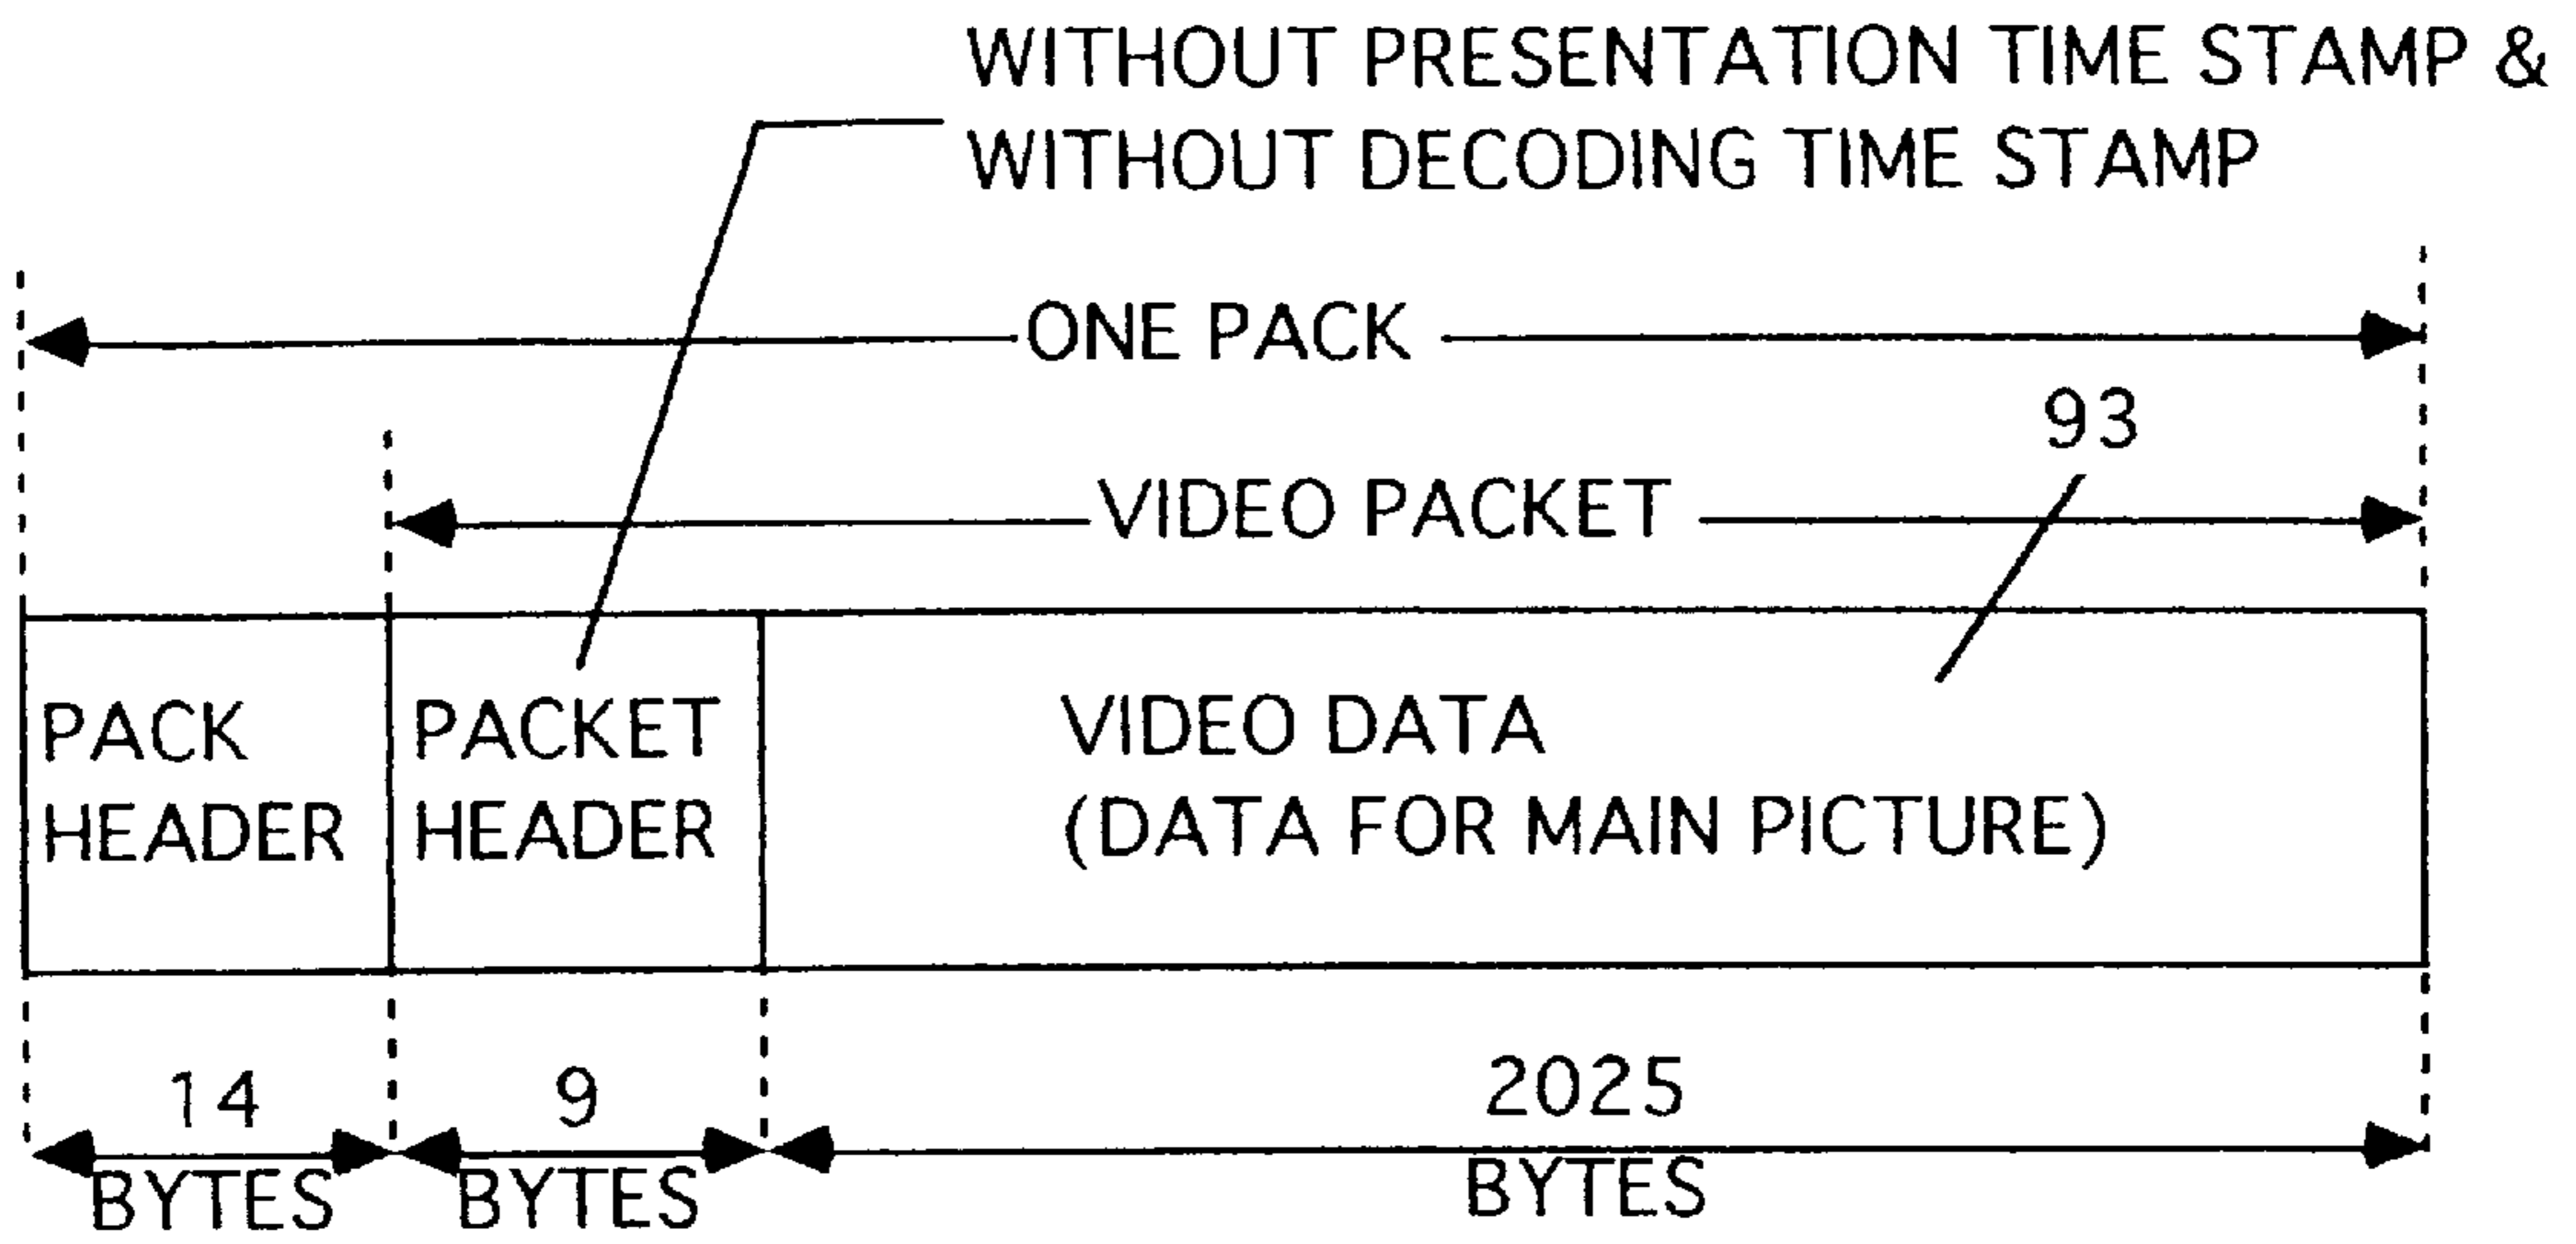 WITHOUT PRESENTATION TIME STAMP &
WITHOUT DECODING TIME STAMP
ONE PACK
93
VIDEO PACKET
PACK
HEADER
PACKET
HEADER
VIDEO DATA
(DATA FOR MAIN PICTURE)
14
BYTES
9
BYTES
2025
BYTES